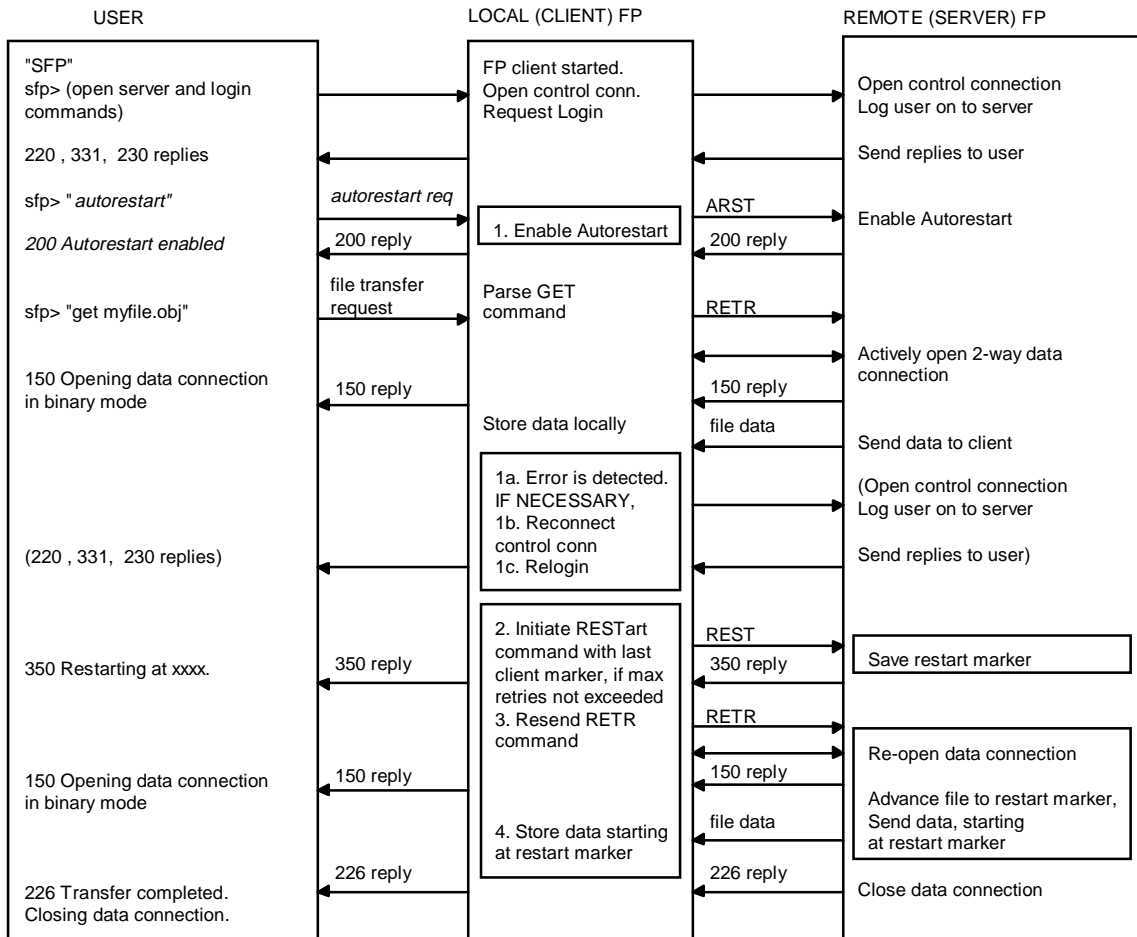 USER
LOCAL (CLIENT) FP
REMOTE (SERVER) FP
"SFP"
sfp> (open server and login
commands)
FP client started.
Open control conn.
Request Login
Open control connection
Log user on to server
220 , 331,  230 replies
Send replies to user
sfp> "autorestart"
autorestart req
1. Enable Autorestart
ARST
Enable Autorestart
200 Autorestart enabled
200 reply
200 reply
sfp> "get myfile.obj"
file transfer
request
Parse GET
command
RETR
Actively open 2-way data
connection
150 Opening data connection
in binary mode
150 reply
150 reply
Store data locally
file data
Send data to client
1a. Error is detected.
IF NECESSARY,
1b. Reconnect
control conn
1c. Relogin
(Open control connection
Log user on to server
(220 , 331,  230 replies)
Send replies to user)
2. Initiate RESTart
command with last
client marker, if max
retries not exceeded
3. Resend RETR
command
REST
Save restart marker
350 Restarting at xxxx.
350 reply
350 reply
RETR
Re-open data connection
150 Opening data connection
in binary mode
150 reply
150 reply
Advance file to restart marker,
Send data, starting
at restart marker
4. Store data starting
at restart marker
file data
226 Transfer completed.
Closing data connection.
226 reply
226 reply
Close data connection